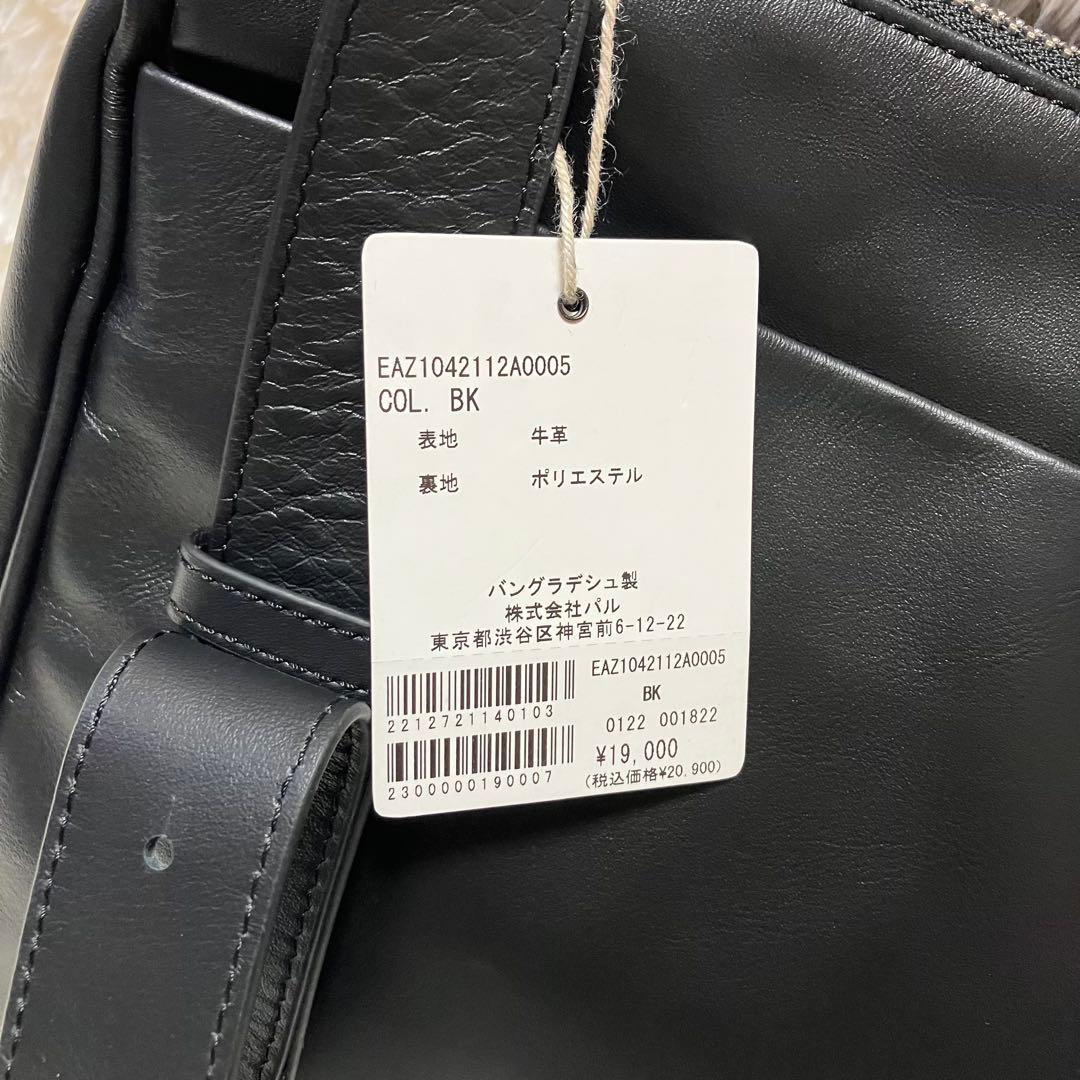 EAZ1042112A0005
COL. BK
表地 牛革
裏地 ポリエステル
バングラデシュ製
株式会社パル
東京都渋谷区神宮前6-12-22
EAZ1042112A0005
BK
2212721140103
0122 001822
¥19,000
2300000190007
(税込価格¥20,900)